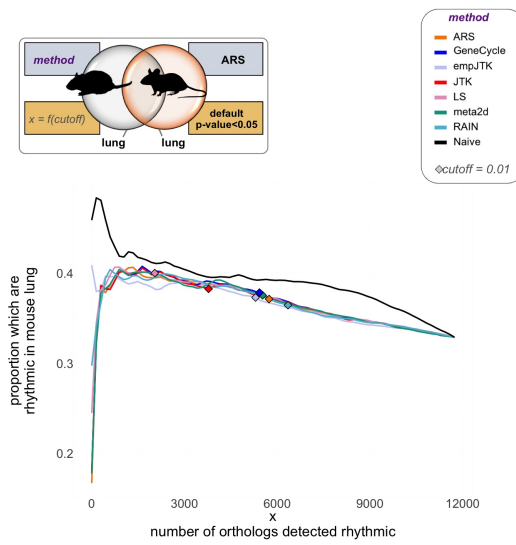 method
ARS
x = f(cutoff)
default
p-value<0.05
lung
lung
method
ARS
GeneCycle
empJTK
JTK
LS
meta2d
RAIN
Naive
cutoff = 0.01
proportion which are
rhythmic in mouse lung
0.4
0.3
0.2
0
3000
6000
9000
12000
x
number of orthologs detected rhythmic